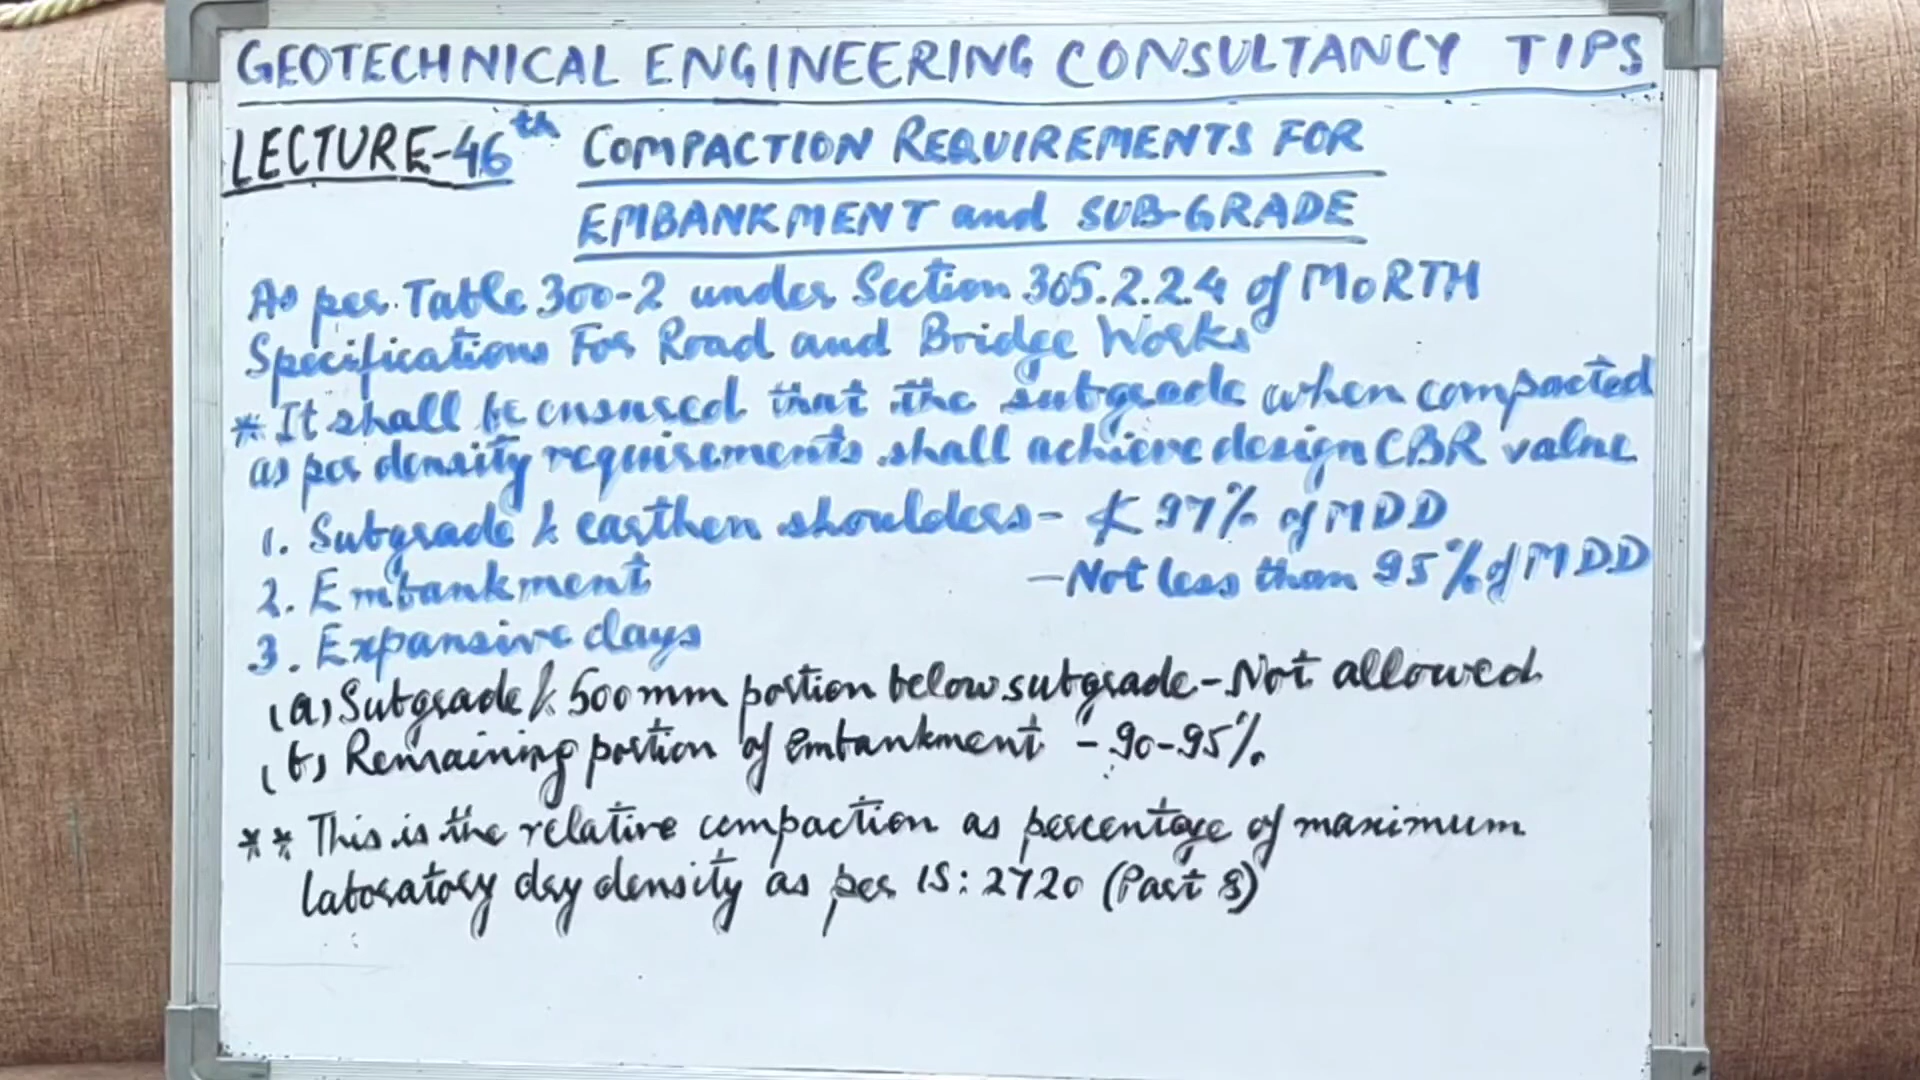 GEOTECHNICAL ENGINEERING CONSULTANCY TIPS
LECTURE-46th COMPACTION REQUIREMENTS FOR
EMBANKMENT and SUB-GRADE
As per Table 300-2 under Section 305.2.2.4 of MoRTH
Specifications For Road and Bridge Works
* It shall be ensured that the subgrade when compacted
as per density requirements shall achieve design CBR value
1. Subgrade & earthen shoulders - ≮ 97% of MDD
2. Embankment - Not less than 95% of MDD
3. Expansive clays
(a) Subgrade & 500mm portion below subgrade - Not allowed
(b) Remaining portion of embankment - 90-95%
** This is the relative compaction as percentage of maximum
laboratory dry density as per IS: 2720 (Part 8)